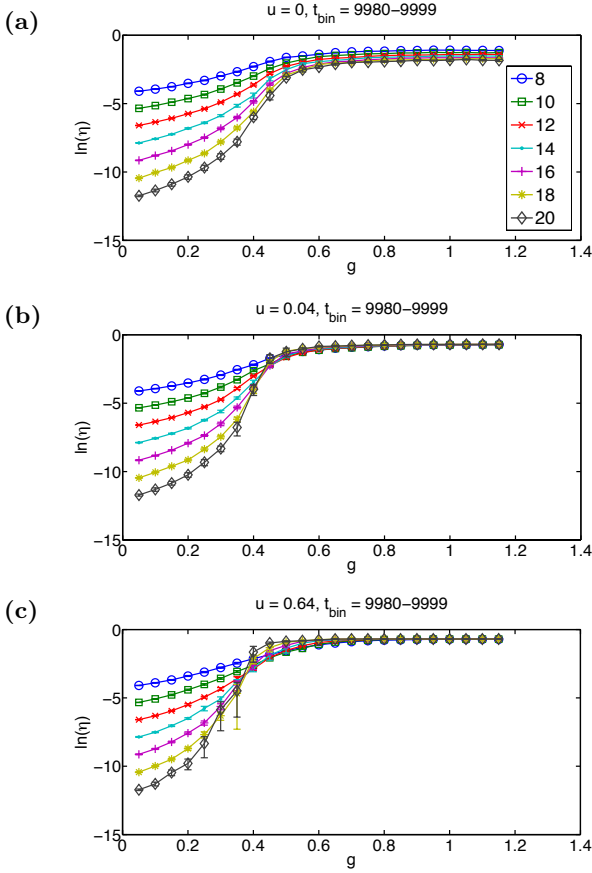 (a)
u = 0, t_bin = 9980−9999
0
−5
−10
−15
ln(η)
0 0.2 0.4 0.6 0.8 1 1.2 1.4
g
8
10
12
14
16
18
20
(b)
u = 0.04, t_bin = 9980−9999
0
−5
−10
−15
ln(η)
0 0.2 0.4 0.6 0.8 1 1.2 1.4
g
(c)
u = 0.64, t_bin = 9980−9999
0
−5
−10
−15
ln(η)
0 0.2 0.4 0.6 0.8 1 1.2 1.4
g